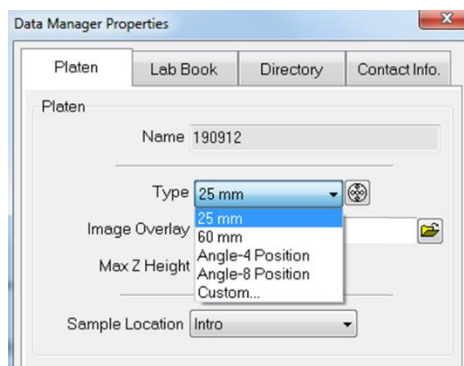 Data Manager Properties
Platen Lab Book Directory Contact Info.
Platen
Name 190912
Type 25 mm
25 mm
Image Overlay
60 mm
Angle-4 Position
Max Z Height
Angle-8 Position
Custom...
Sample Location Intro